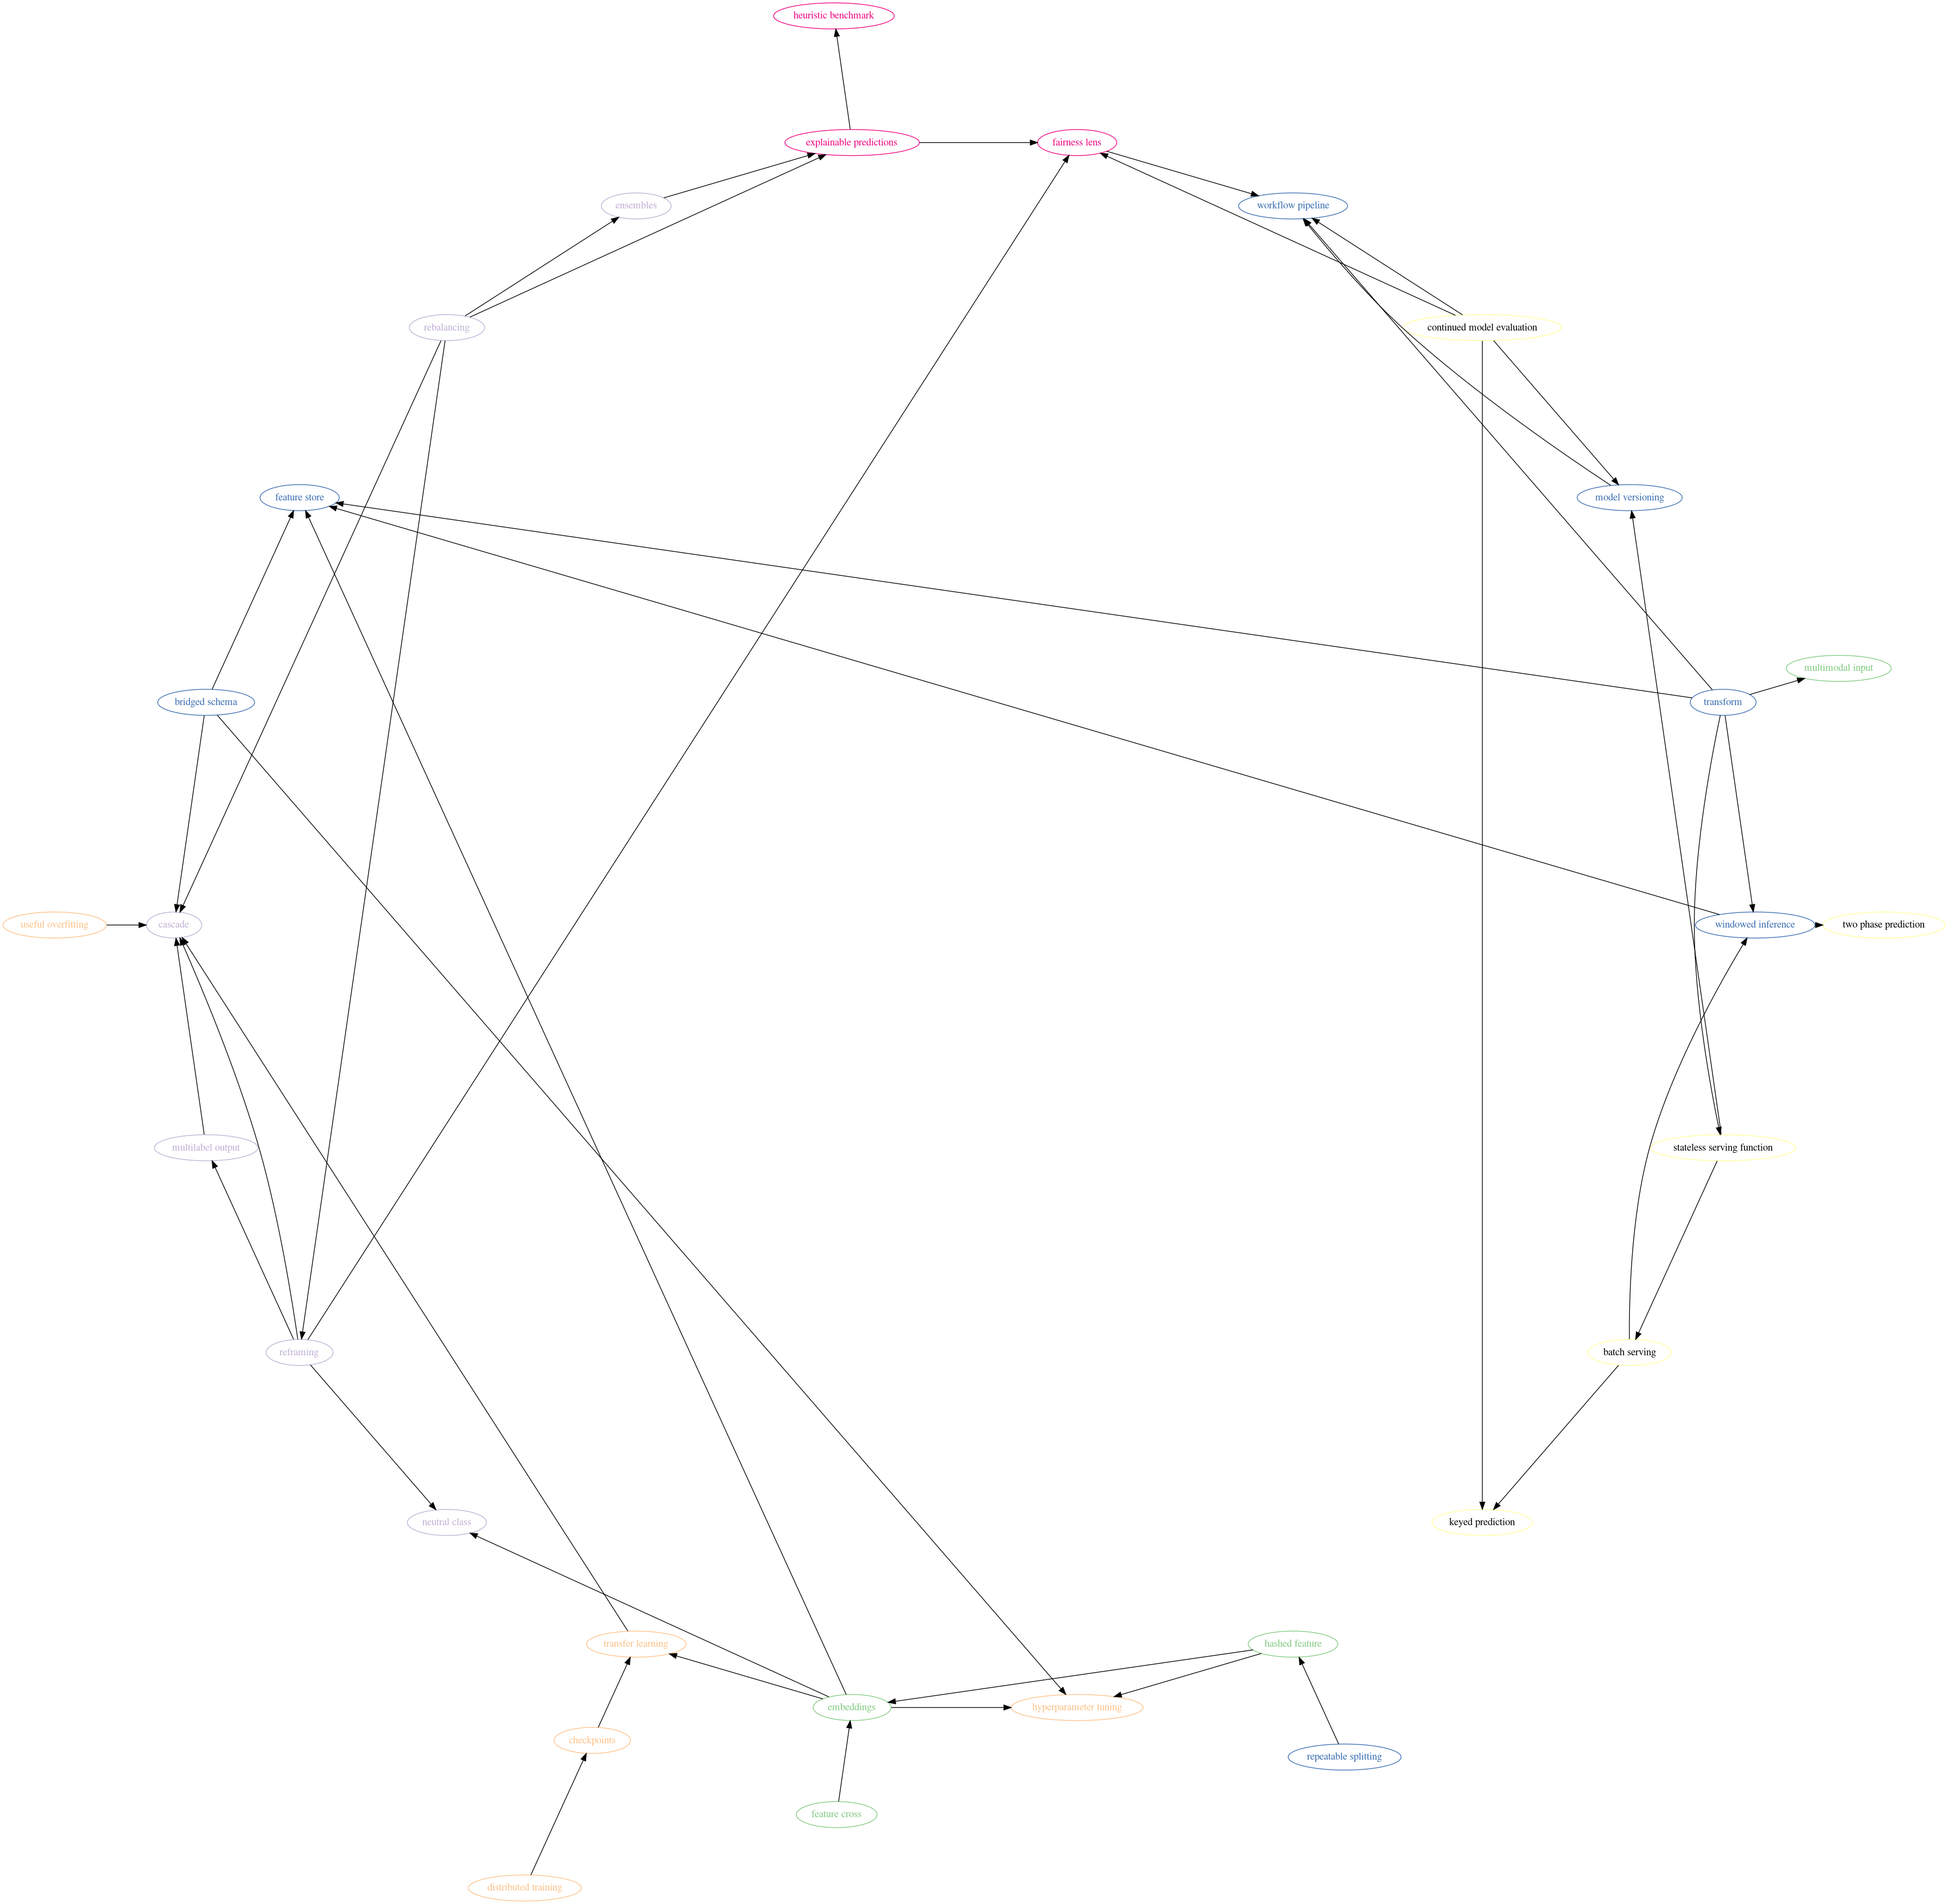 heuristic benchmark
explainable predictions
fairness lens
ensembles
workflow pipeline
rebalancing
continued model evaluation
feature store
model versioning
multimodal input
bridged schema
transform
useful overfitting
cascade
windowed inference
two phase prediction
multilabel output
stateless serving function
reframing
batch serving
neutral class
keyed prediction
transfer learning
hashed feature
embeddings
hyperparameter tuning
checkpoints
repeatable splitting
feature cross
distributed training